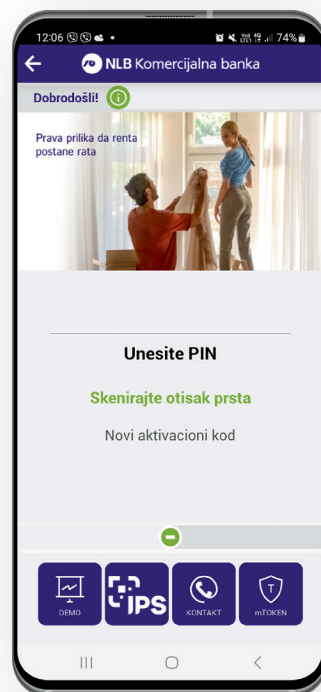 12:06
74%
NLB Komercijalna banka
Dobrodošli!
Prava prilika da renta
postane rata
Unesite PIN
Skenirajte otisak prsta
Novi aktivacioni kod
DEMO
IPS
KONTAKT
T
mTOKEN